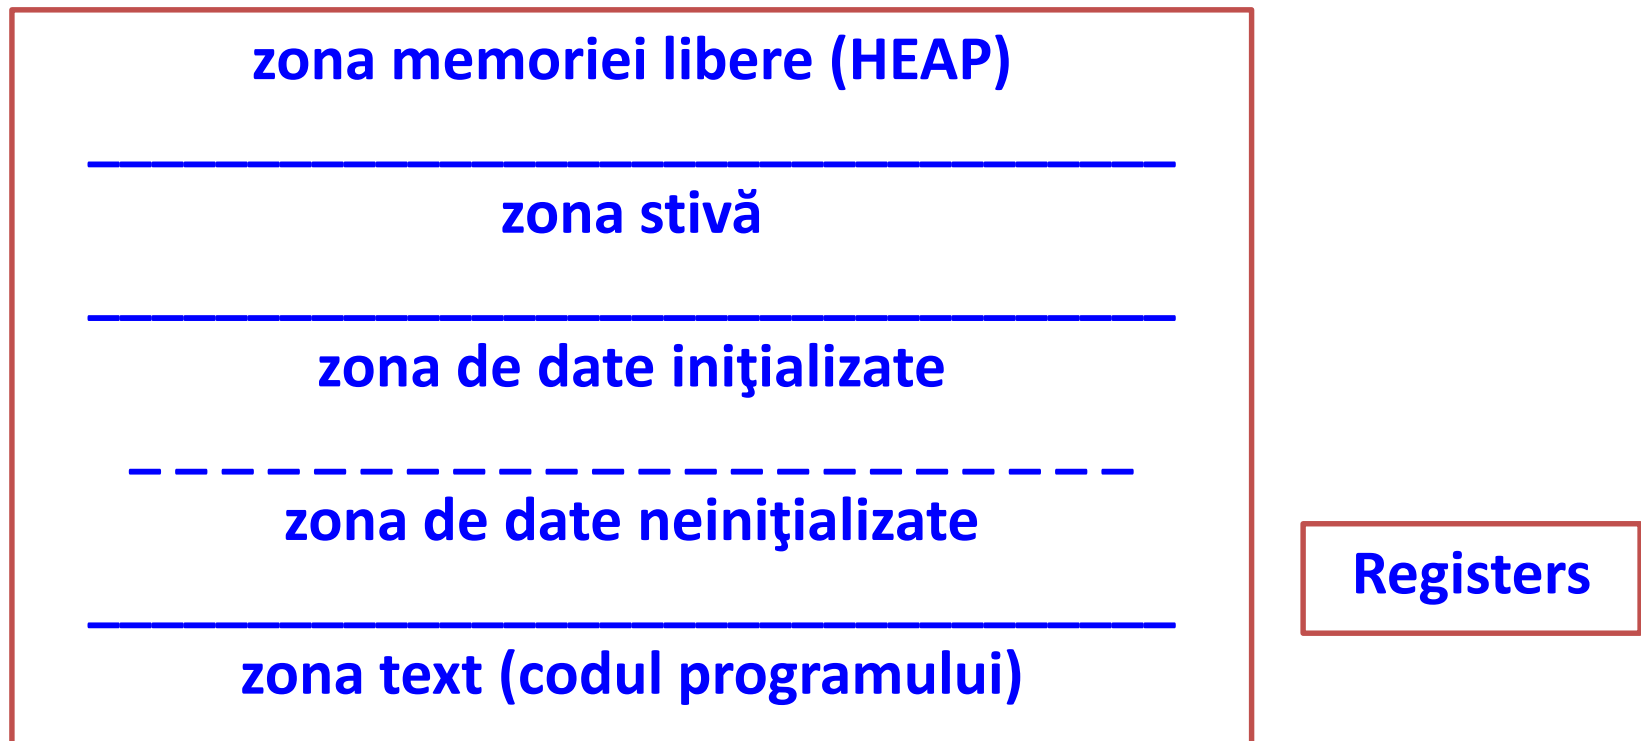 zona memoriei libere (HEAP)
zona stivă
zona de date iniţializate
zona de date neiniţializate
Registers
zona text (codul programului)